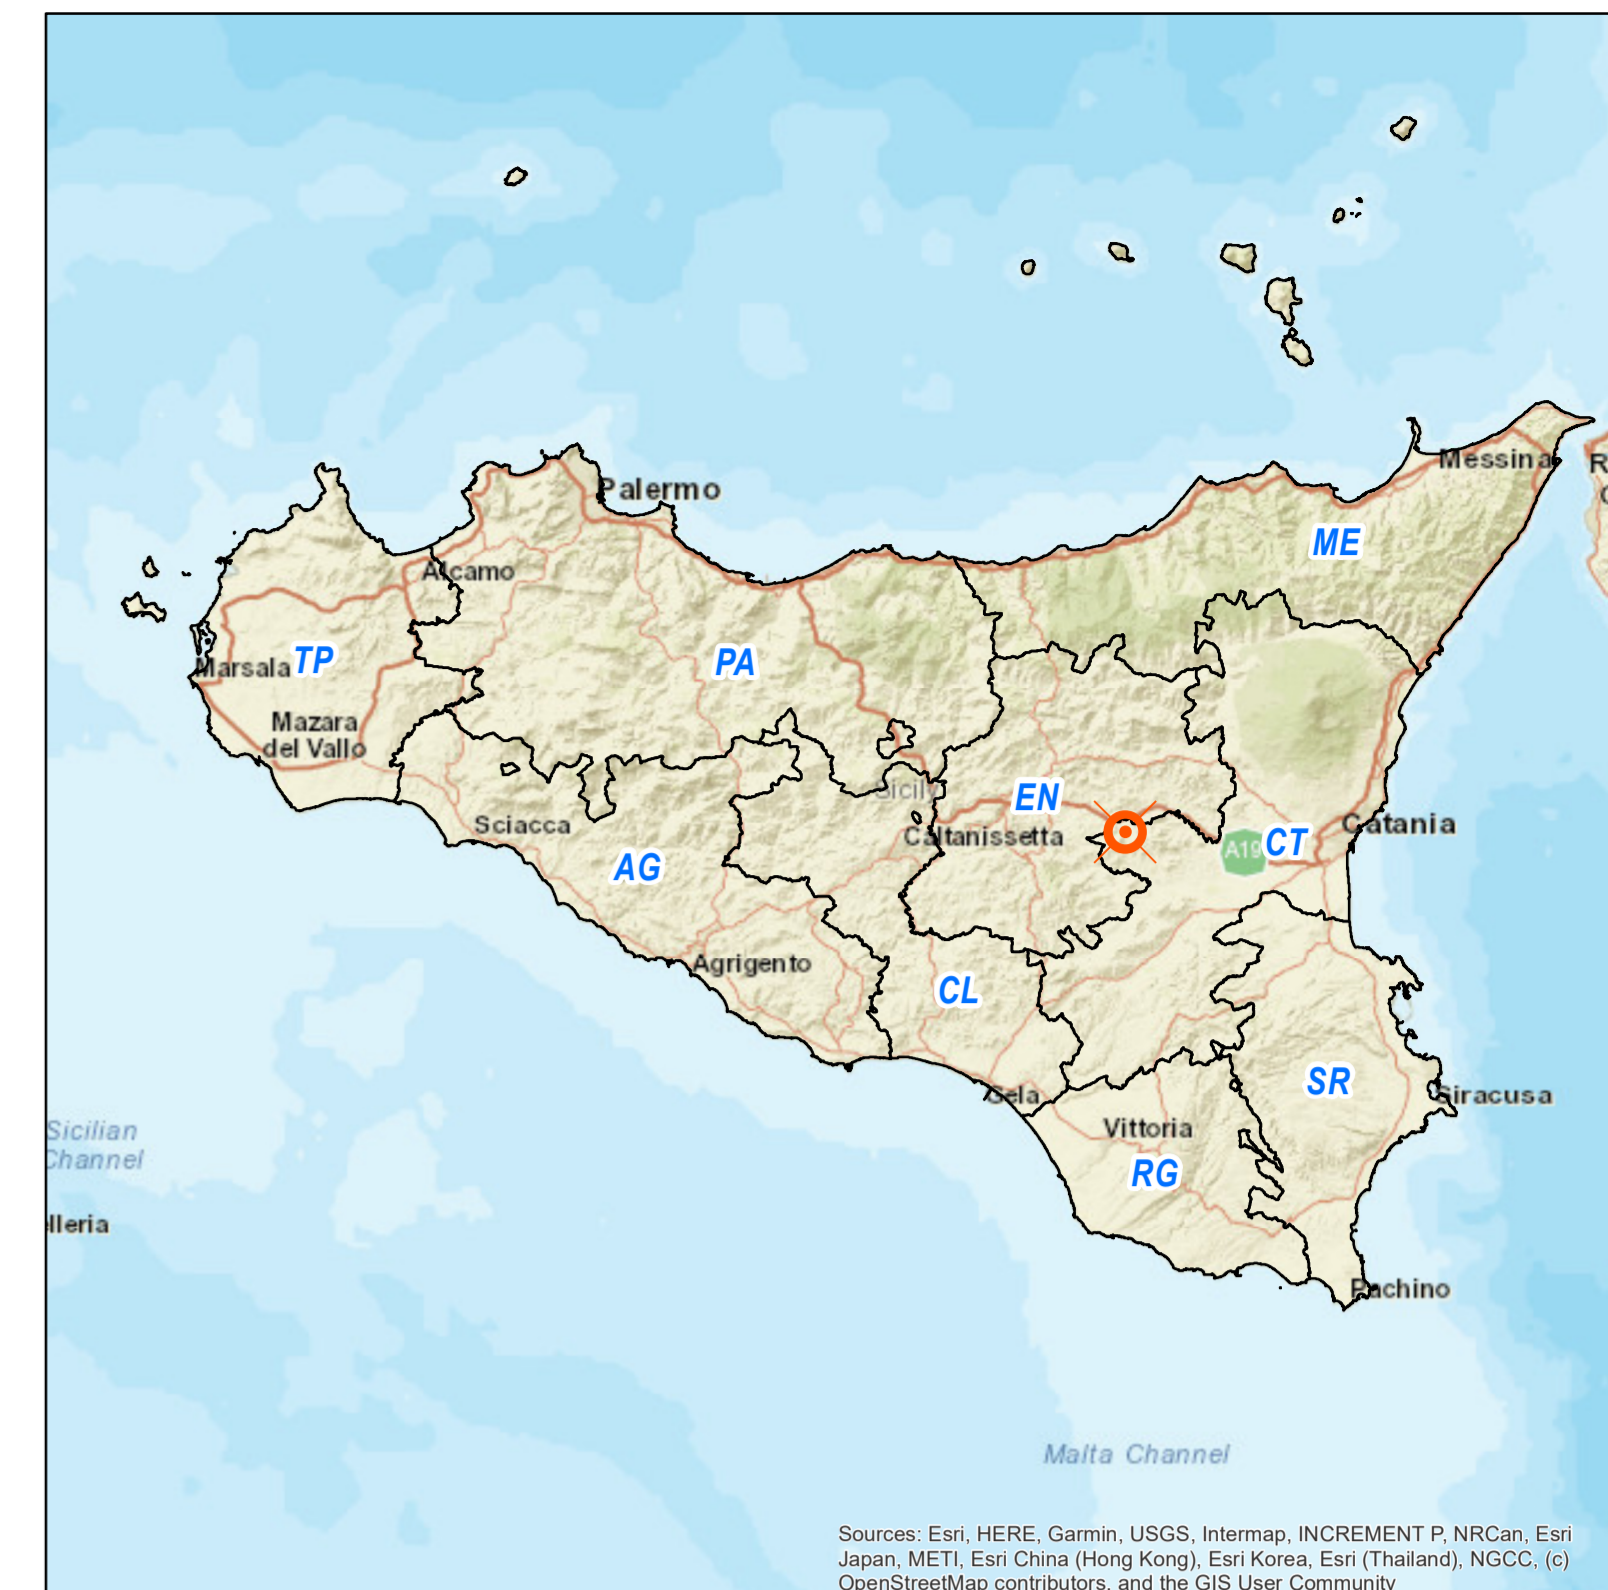 Palermo
Messina
R
ME
Alcamo
TP
PA
Marsala
Mazara
del Vallo
Sicily
EN
Sciacca
Caltanissetta
Catania
CT
A19
AG
Agrigento
CL
SR
Gela
Siracusa
Sicilian
Channel
Vittoria
RG
lleria
Pachino
Malta Channel
Sources: Esri, HERE, Garmin, USGS, Intermap, INCREMENT P, NRCan, Esri
Japan, METI, Esri China (Hong Kong), Esri Korea, Esri (Thailand), NGCC, (c)
OpenStreetMap contributors, and the GIS User Community